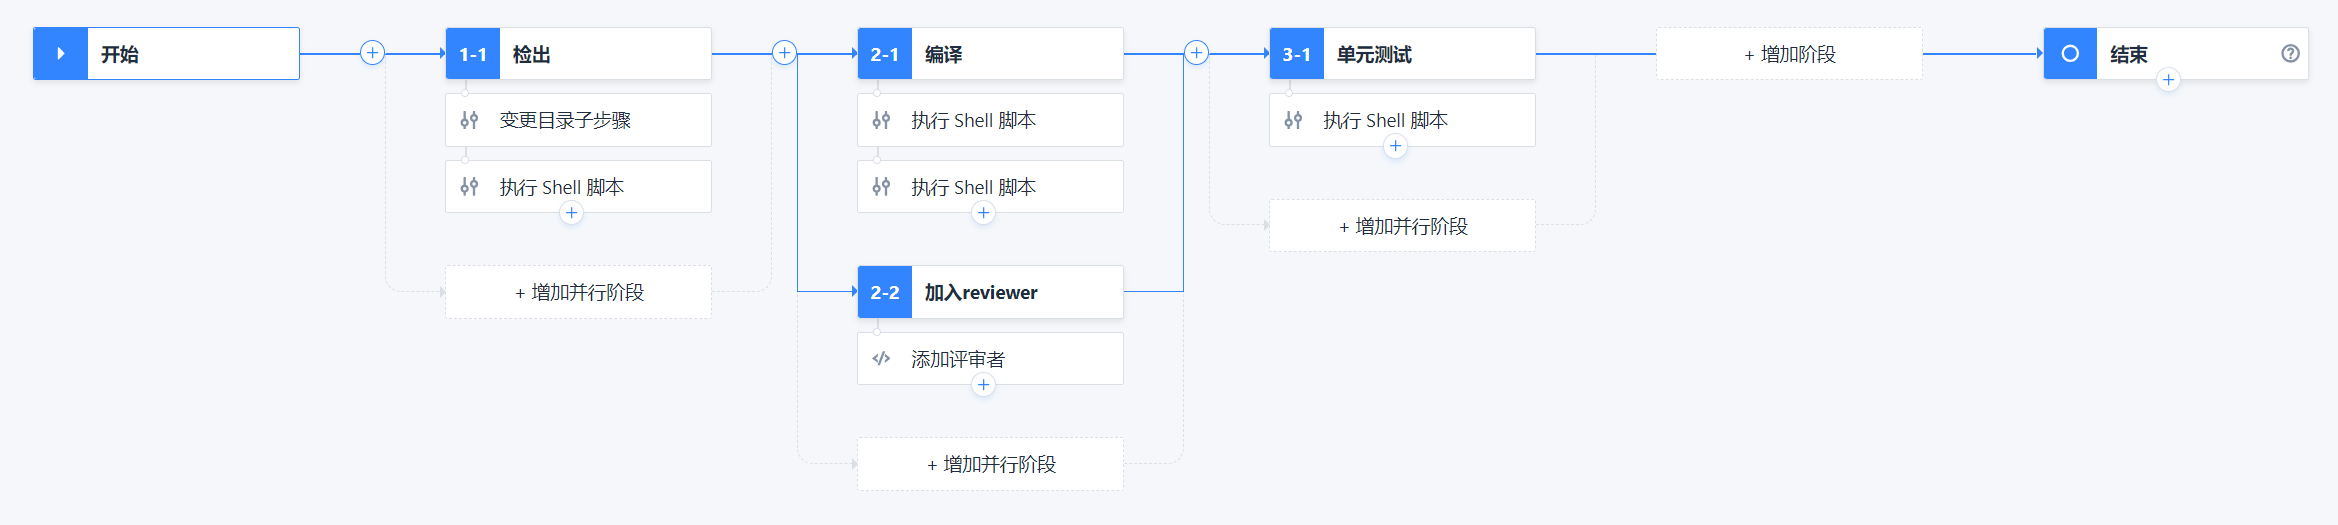 开始
1-1 检出
变更目录子步骤
执行 Shell 脚本
+ 增加并行阶段
2-1 编译
执行 Shell 脚本
执行 Shell 脚本
2-2 加入reviewer
添加评审者
+ 增加并行阶段
3-1 单元测试
执行 Shell 脚本
+ 增加并行阶段
+ 增加阶段
结束